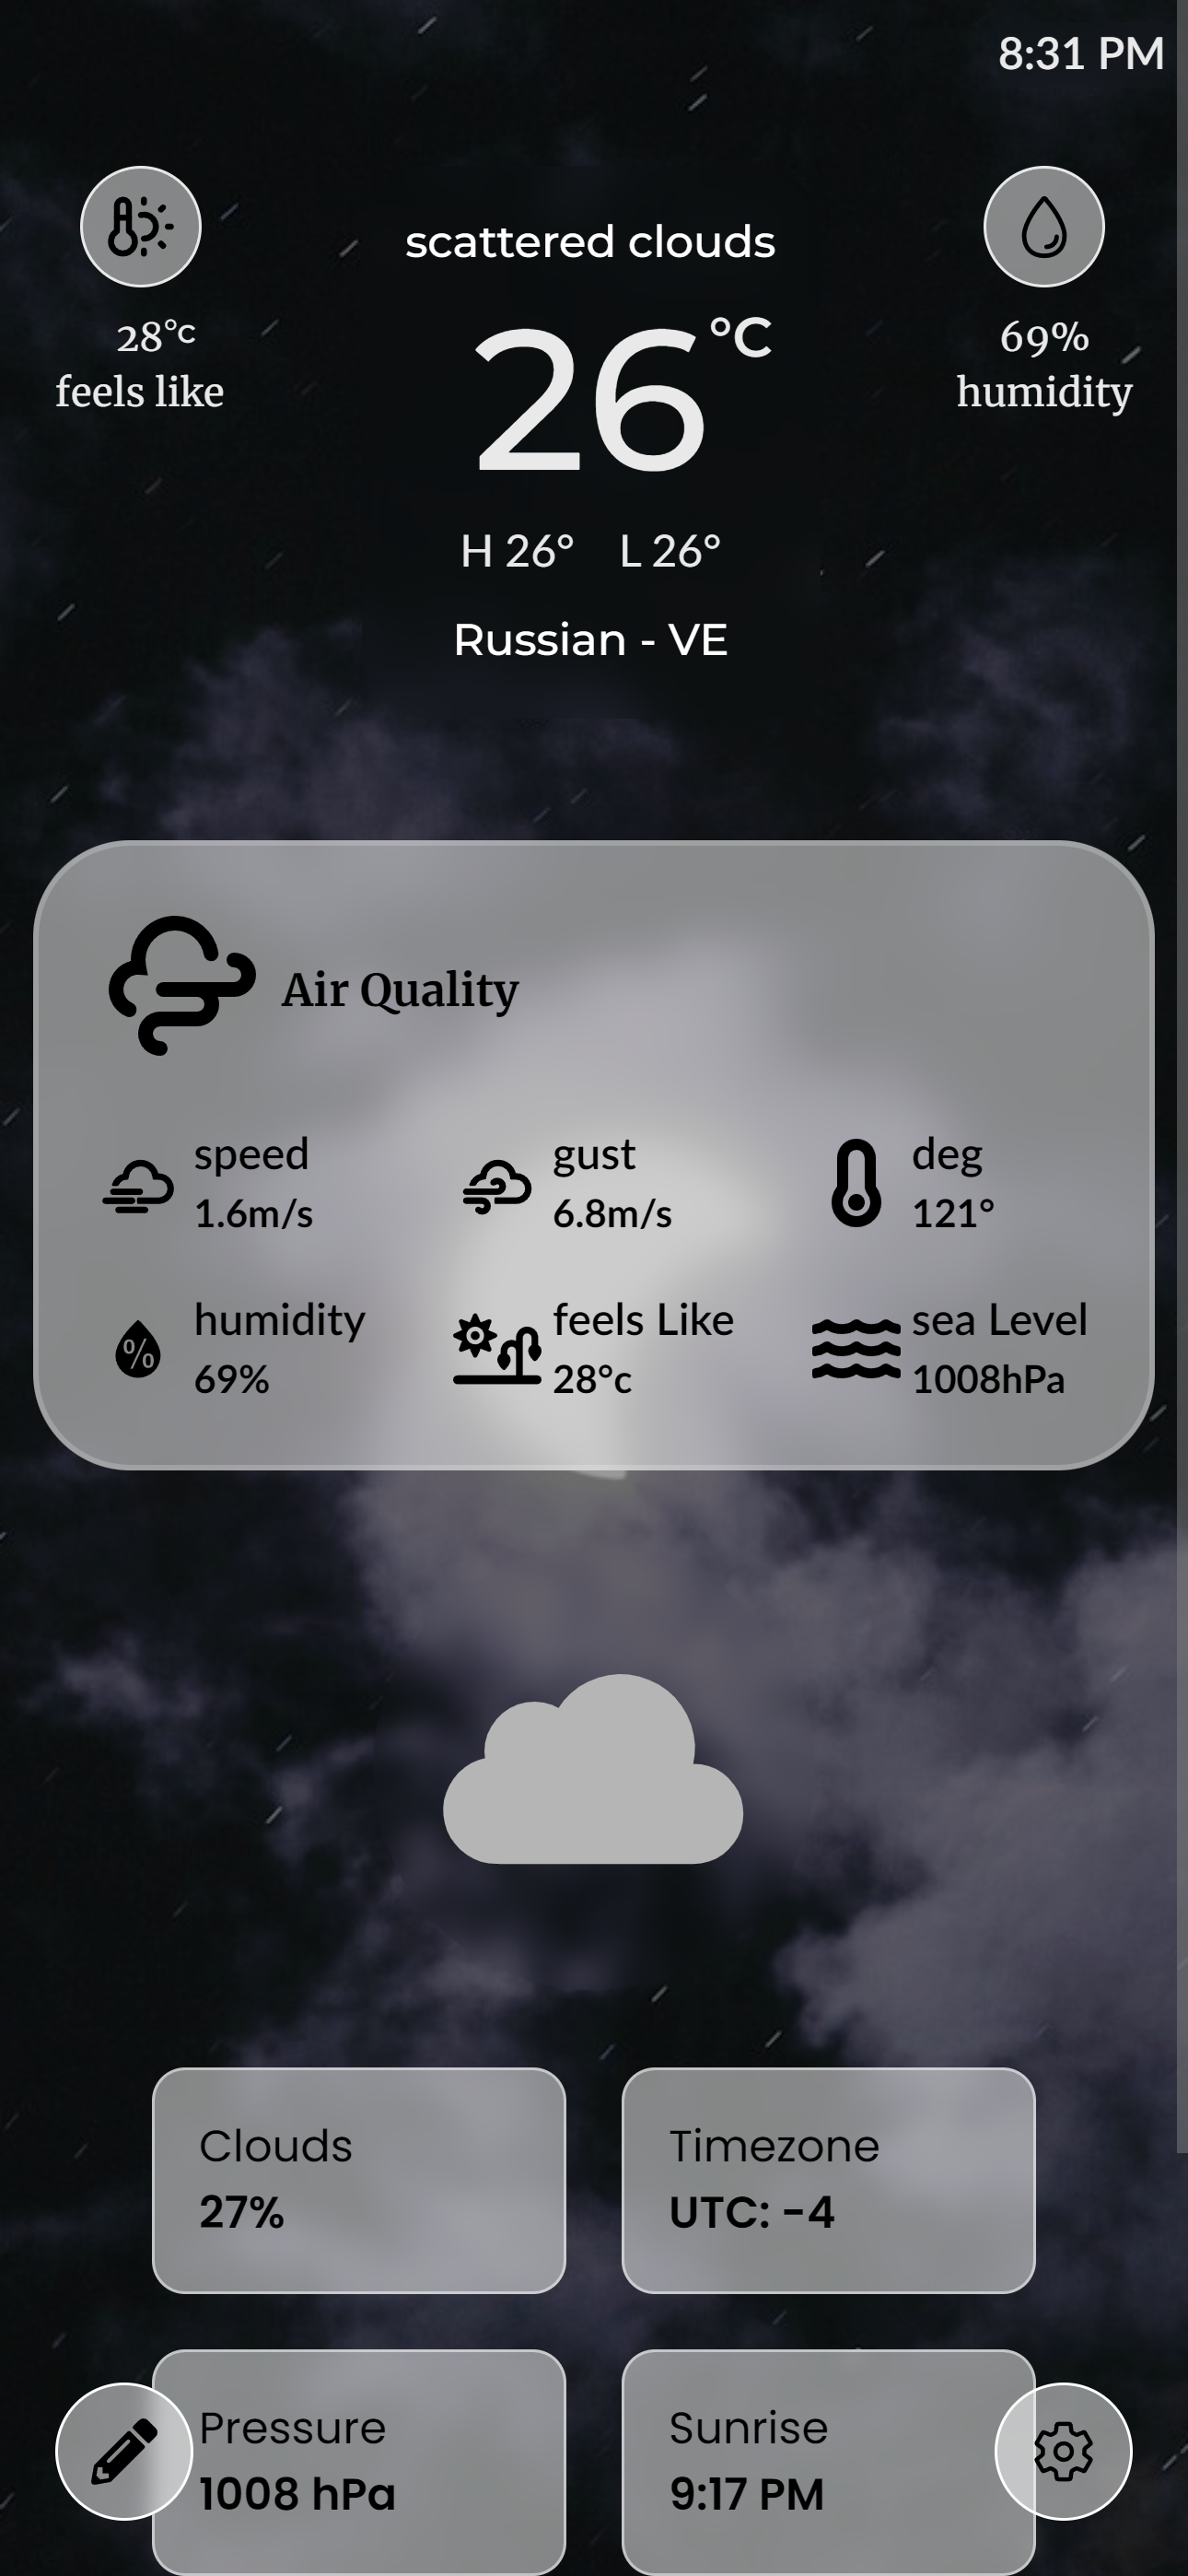 8:31 PM
scattered clouds
28°c
feels like
26°C
69%
humidity
H 26° L 26°
Russian - VE
Air Quality
speed
1.6m/s
gust
6.8m/s
deg
121°
humidity
69%
feels Like
28°c
sea Level
1008hPa
Clouds
27%
Timezone
UTC: -4
Pressure
1008 hPa
Sunrise
9:17 PM